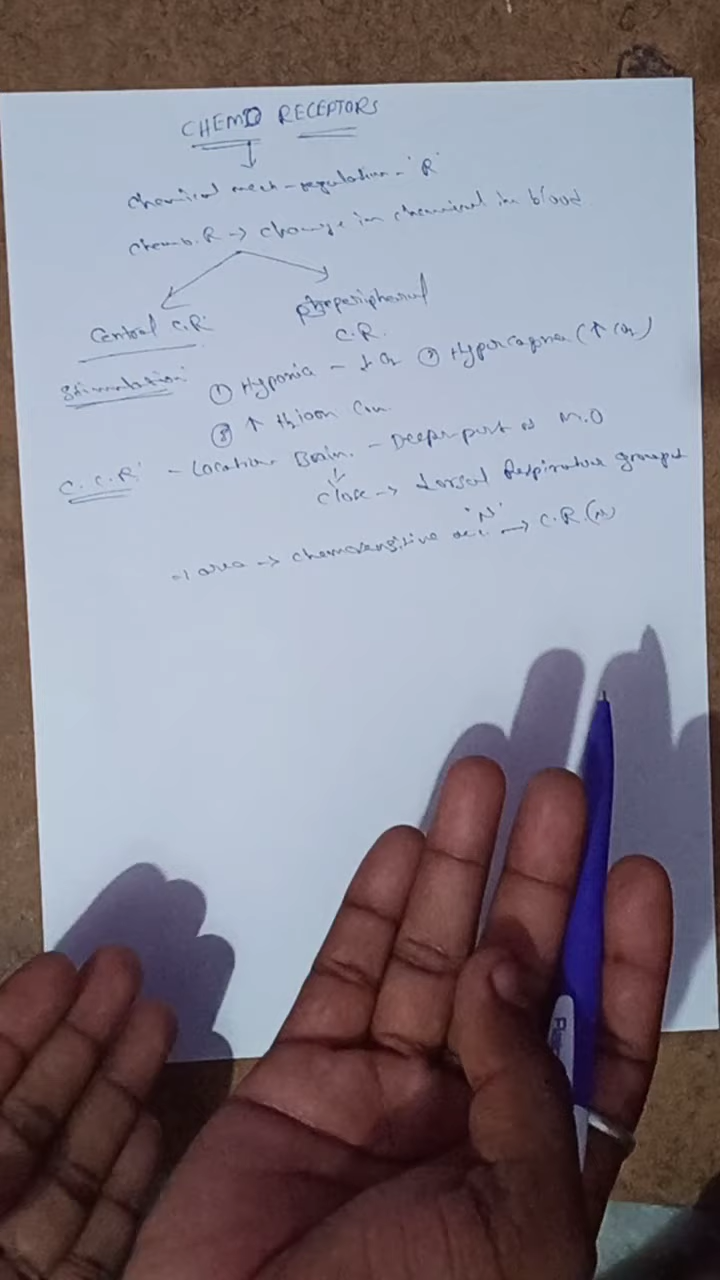 CHEMO RECEPTORS
Chemical mech - regulation - 'R'
Chemo.R → change in chemical in blood
Central C.R. peripheral
C.R.
Stimulation: ① Hypoxia - ↓ O2 ② Hypercapnea (↑ CO2)
③ ↑ H+ ion Con.
C.C.R. - Location Brain. - Deeper part of M.O
Close → dorsal Respiratory group
area → chemosensitive 'N' → C.R.(N)